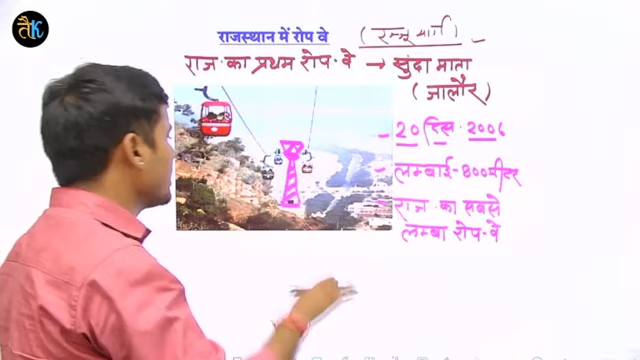 तैK
राजस्थान में रोप वे (रज्जू मार्ग)
राज. का प्रथम रोप-वे → सुंदा माता
(जालौर)
- 20 दिस. 2006
- लम्बाई - 800 मीटर
- राज. का सबसे
लम्बा रोप-वे